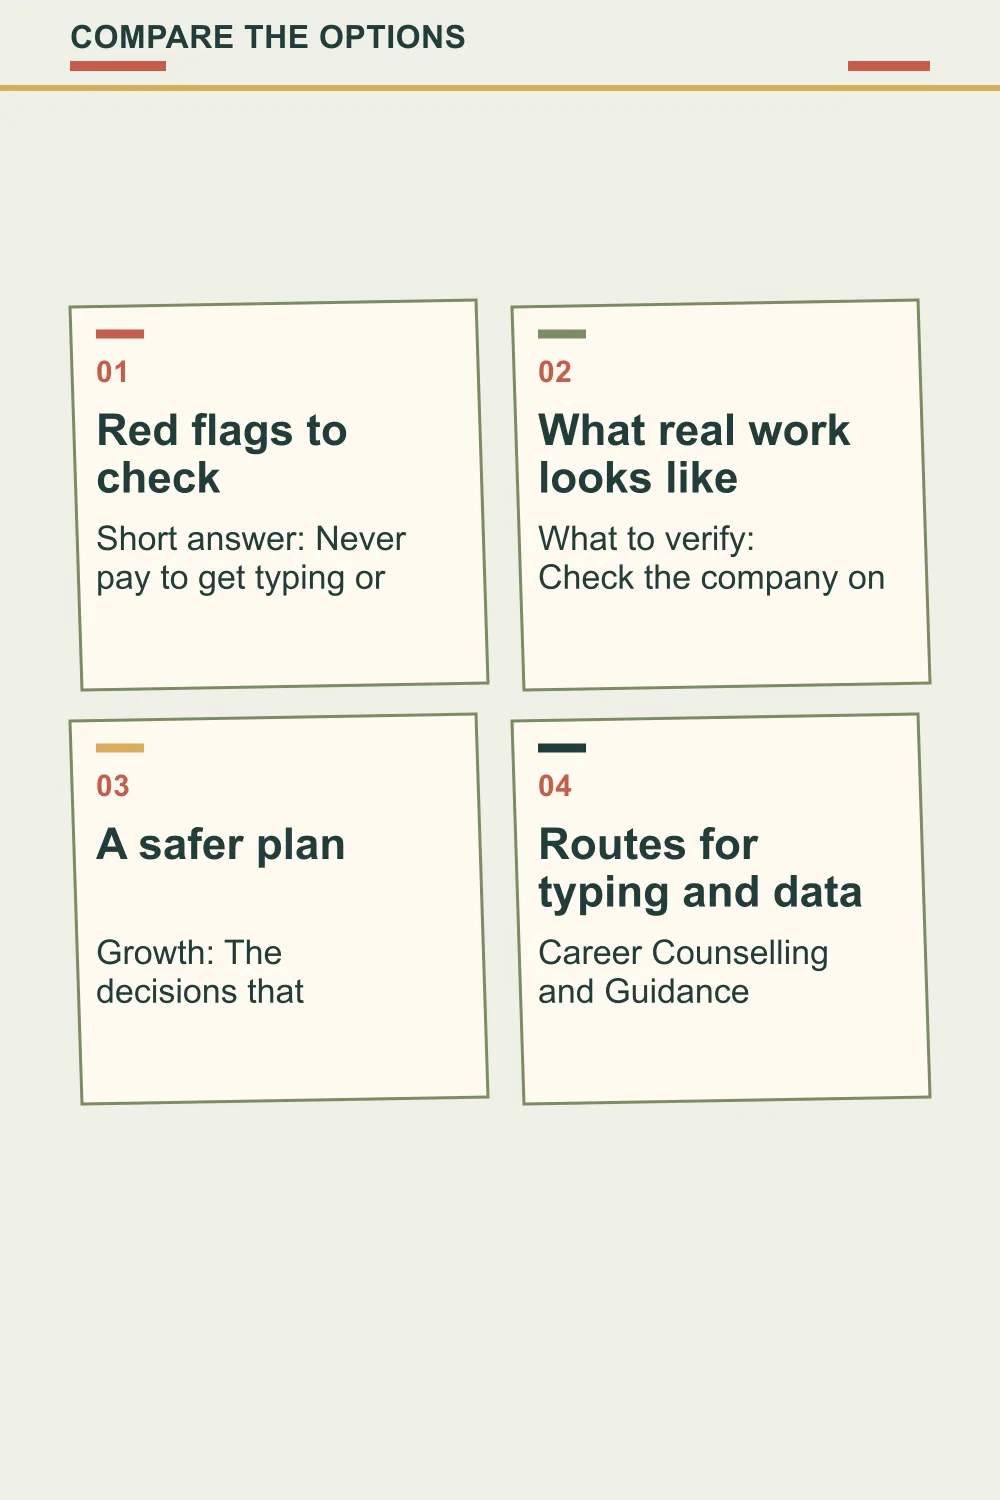 COMPARE THE OPTIONS
01
Red flags to
check
Short answer: Never
pay to get typing or
02
What real work
looks like
What to verify:
Check the company on
03
A safer plan
Growth: The
decisions that
04
Routes for
typing and data
Career Counselling
and Guidance